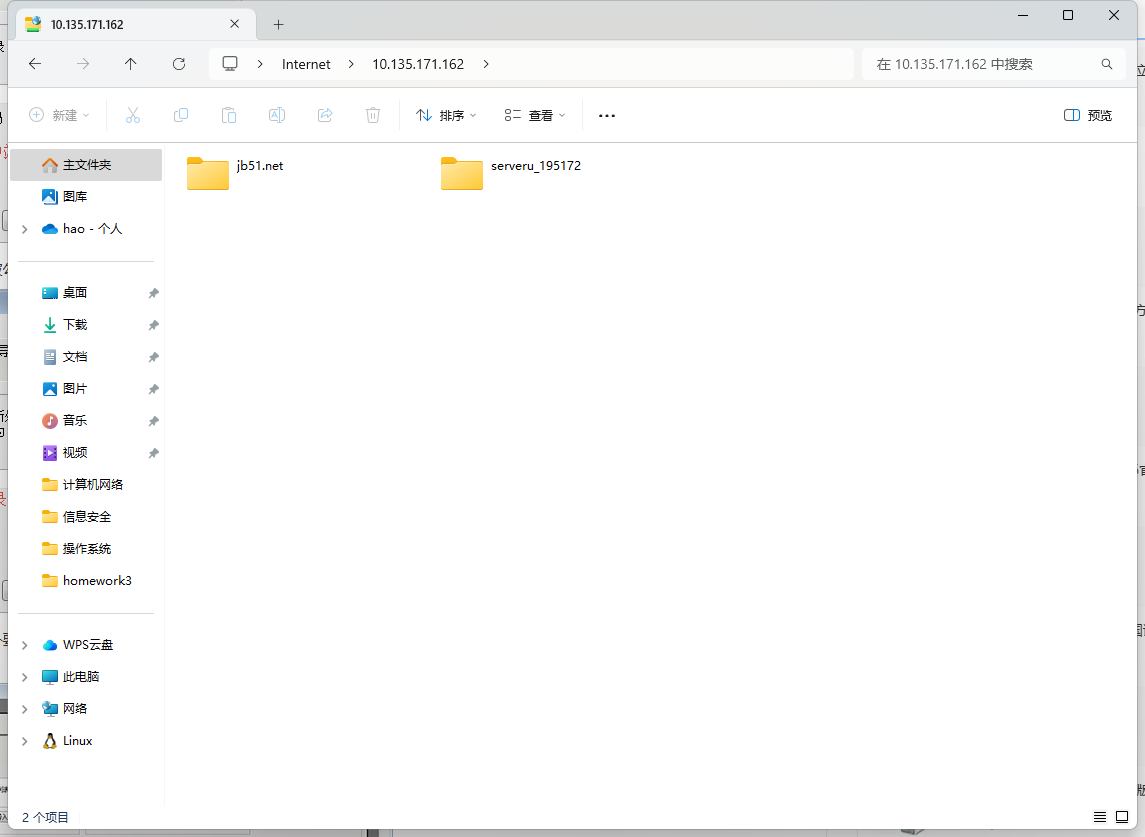 10.135.171.162
Internet 10.135.171.162
在 10.135.171.162 中搜索
新建
排序
查看
预览
主文件夹
图库
hao - 个人
桌面
下载
文档
图片
音乐
视频
计算机网络
信息安全
操作系统
homework3
WPS云盘
此电脑
网络
Linux
jb51.net
serveru_195172
2 个项目